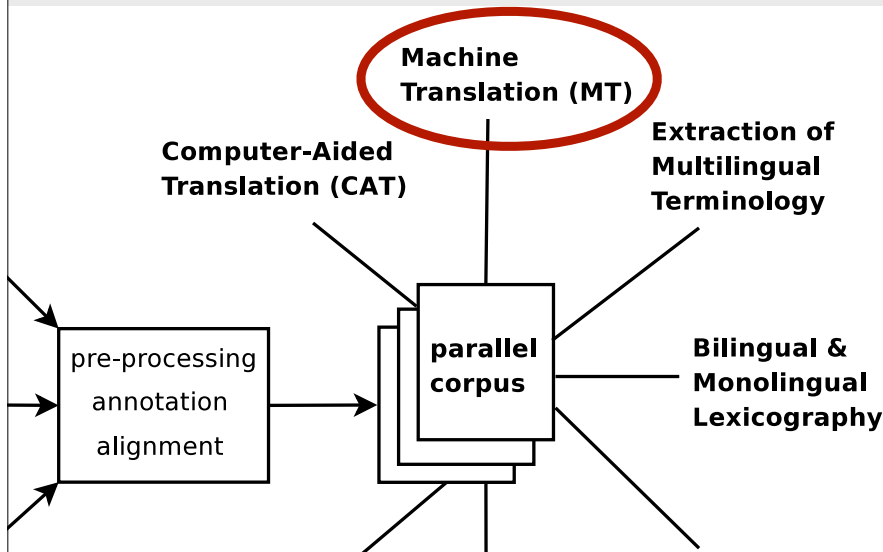 Machine
Translation (MT)
Computer-Aided
Translation (CAT)
Extraction of
Multilingual
Terminology
pre-processing
annotation
alignment
parallel
corpus
Bilingual &
Monolingual
Lexicography